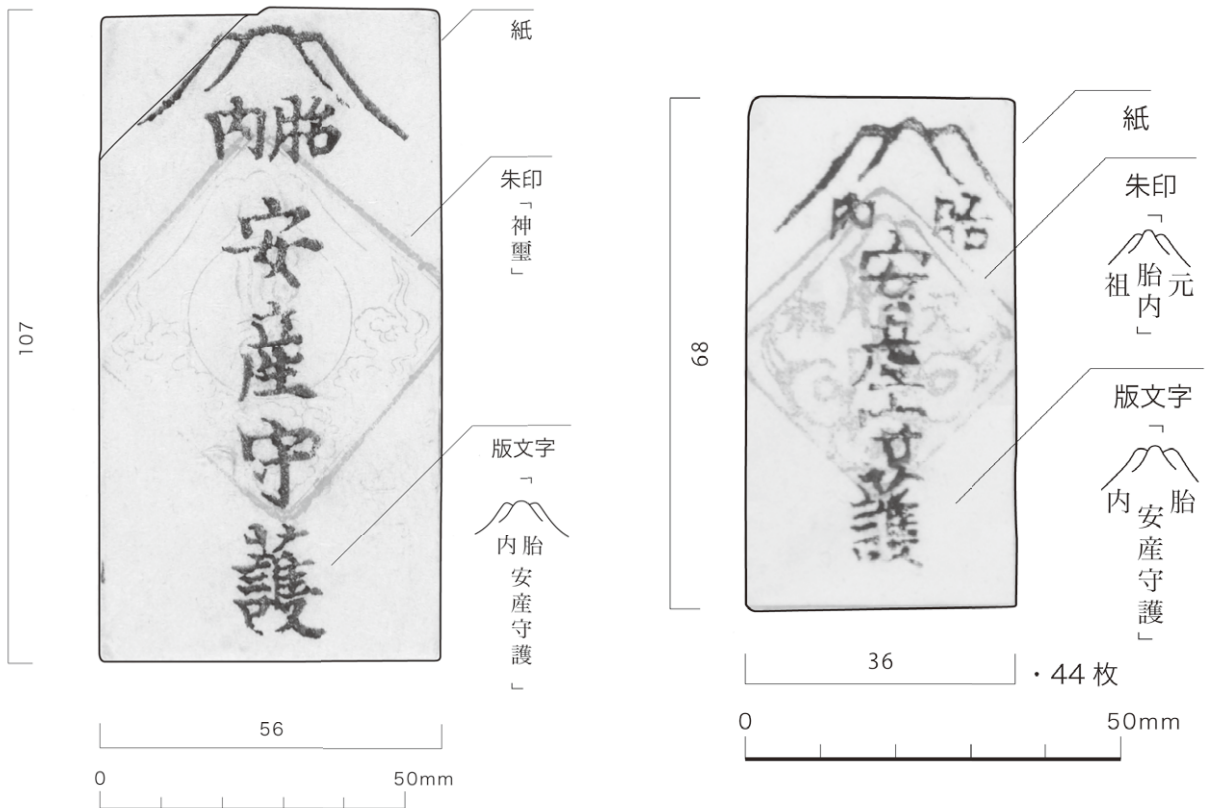 107
紙
朱印
「神璽」
版文字
「
内胎
安産守護
」
胎内
安産守護
56
0
50mm
68
紙
朱印
「
元
胎内
祖
」
版文字
「
胎
内
安産守護
」
胎
内
安産守護
36
・44枚
0
50mm